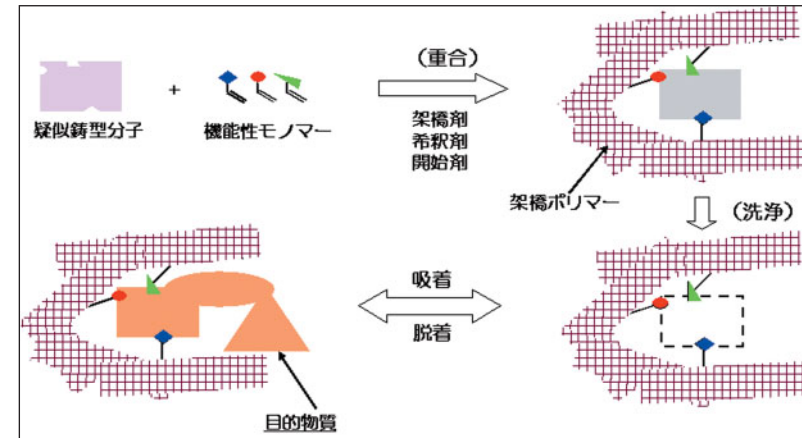 疑似鋳型分子
+
機能性モノマー
（重合）
架橋剤
希釈剤
開始剤
架橋ポリマー
（洗浄）
吸着
脱着
目的物質